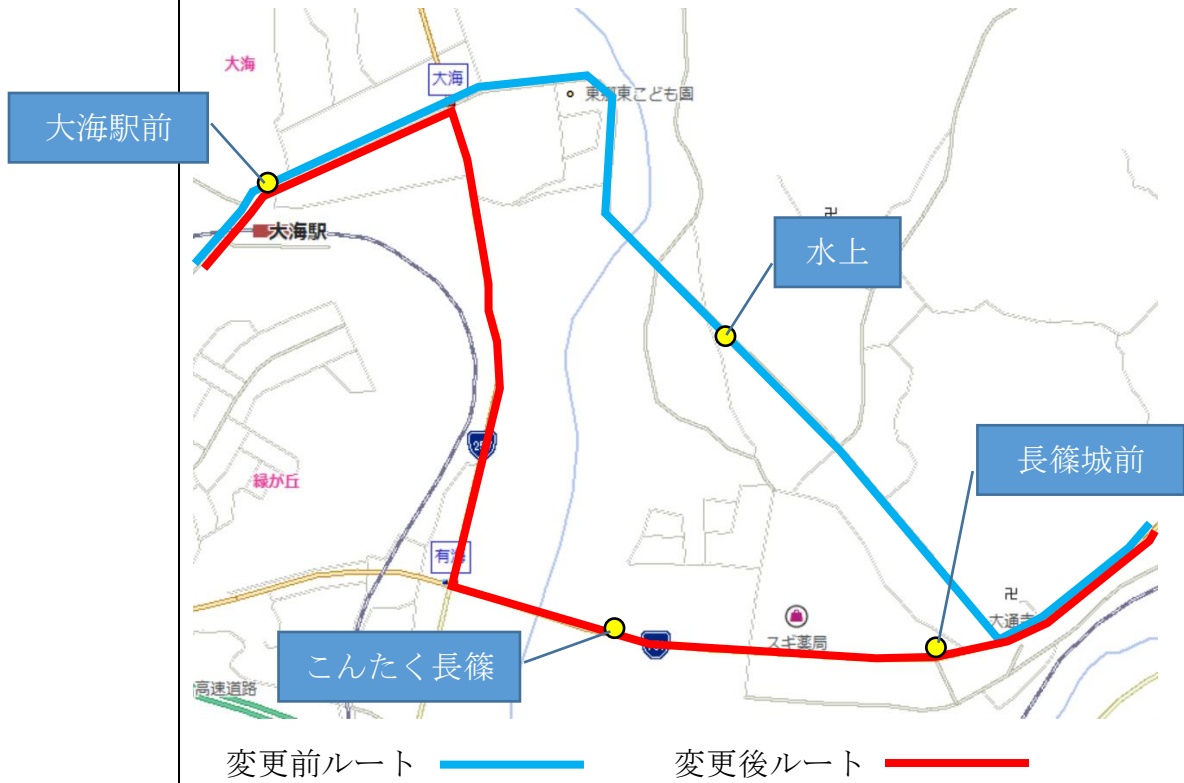 大海
大海
東郷東こども園
大海駅前
大海駅
卍
水上
長篠城前
緑が丘
有海
卍
大通寺
スギ薬局
こんたく長篠
高速道路
変更前ルート
変更後ルート